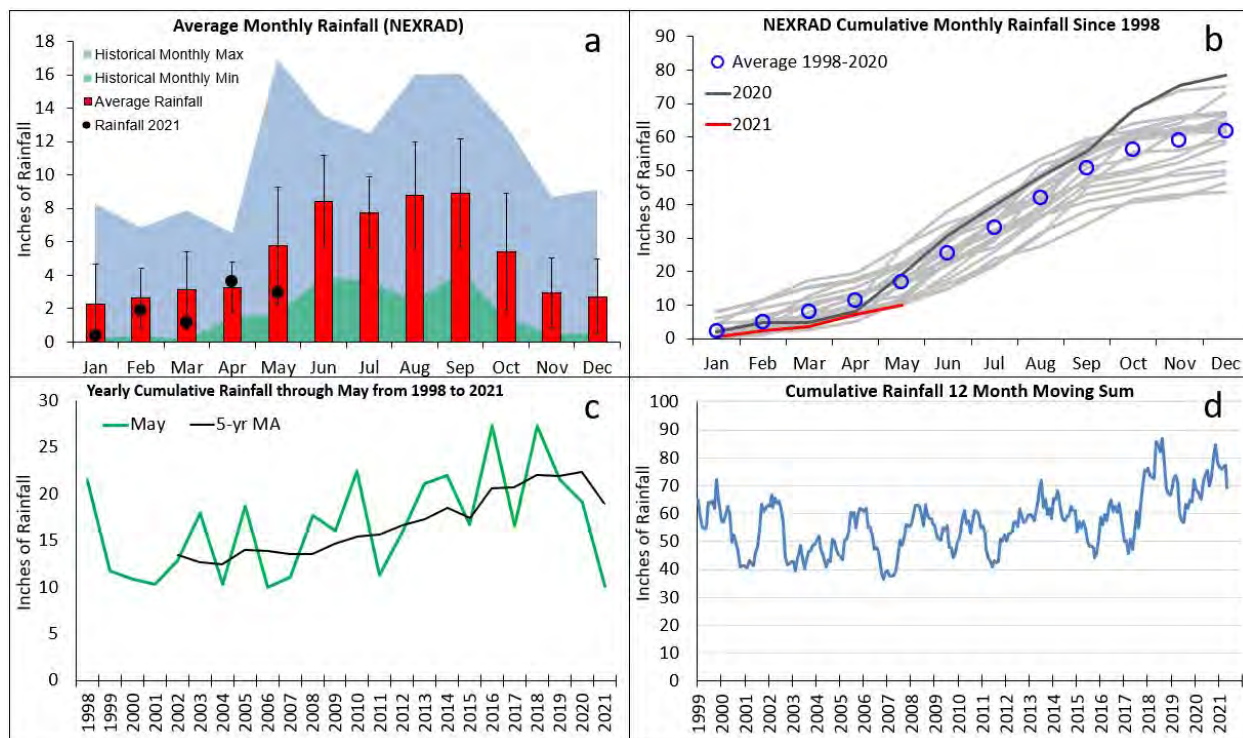 Average Monthly Rainfall (NEXRAD)
a
18
16
14
12
10
8
6
4
2
0
Inches of Rainfall
Historical Monthly Max
Historical Monthly Min
Average Rainfall
Rainfall 2021
Jan Feb Mar Apr May Jun Jul Aug Sep Oct Nov Dec
NEXRAD Cumulative Monthly Rainfall Since 1998
b
90
80
70
60
50
40
30
20
10
0
Inches of Rainfall
Average 1998-2020
2020
2021
Jan Feb Mar Apr May Jun Jul Aug Sep Oct Nov Dec
Yearly Cumulative Rainfall through May from 1998 to 2021
c
30
25
20
15
10
5
0
Inches of Rainfall
May 5-yr MA
1998 1999 2000 2001 2002 2003 2004 2005 2006 2007 2008 2009 2010 2011 2012 2013 2014 2015 2016 2017 2018 2019 2020 2021
Cumulative Rainfall 12 Month Moving Sum
d
100
90
80
70
60
50
40
30
20
10
0
Inches of Rainfall
1999 2000 2001 2002 2003 2004 2005 2006 2007 2008 2009 2010 2011 2012 2013 2014 2015 2016 2017 2018 2019 2020 2021